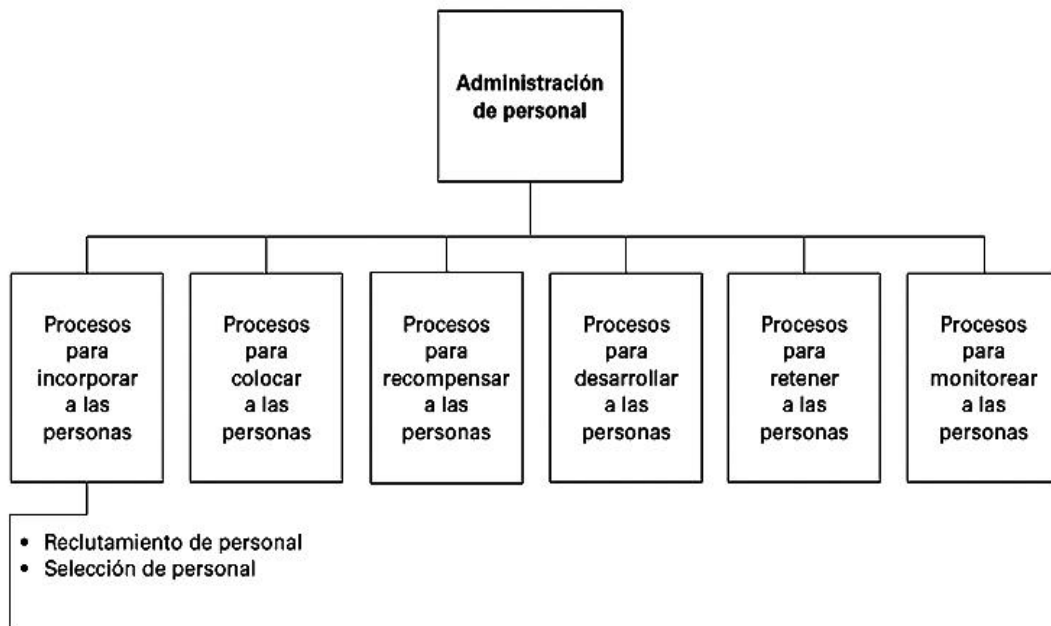 Administración
de personal
Procesos
para
incorporar
a las
personas
Procesos
para
colocar
a las
personas
Procesos
para
recompensar
a las
personas
Procesos
para
desarrollar
a las
personas
Procesos
para
retener
a las
personas
Procesos
para
monitorear
a las
personas
• Reclutamiento de personal
• Selección de personal